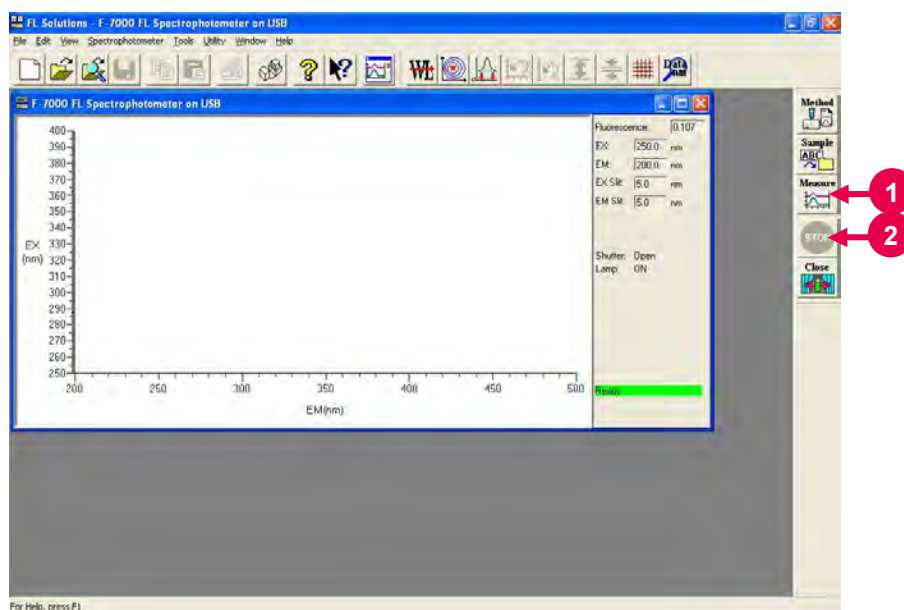 FL Solutions - F-7000 FL Spectrophotometer on USB
File Edit View Spectrophotometer Tools Utility Window Help
WL
Data
F-7000 FL Spectrophotometer on USB
400
390
380
370
360
350
340
330
320
310
300
290
280
270
260
250
EX
(nm)
200 250 300 350 400 450 500
EM(nm)
Fluorescence: 0.107
EX: 250.0 nm
EM: 200.0 nm
EX Slit: 5.0 nm
EM Slit: 5.0 nm
Shutter: Open
Lamp: ON
Ready
Method
Sample
ABC
Measure
1
STOP
2
Close
For Help, press F1